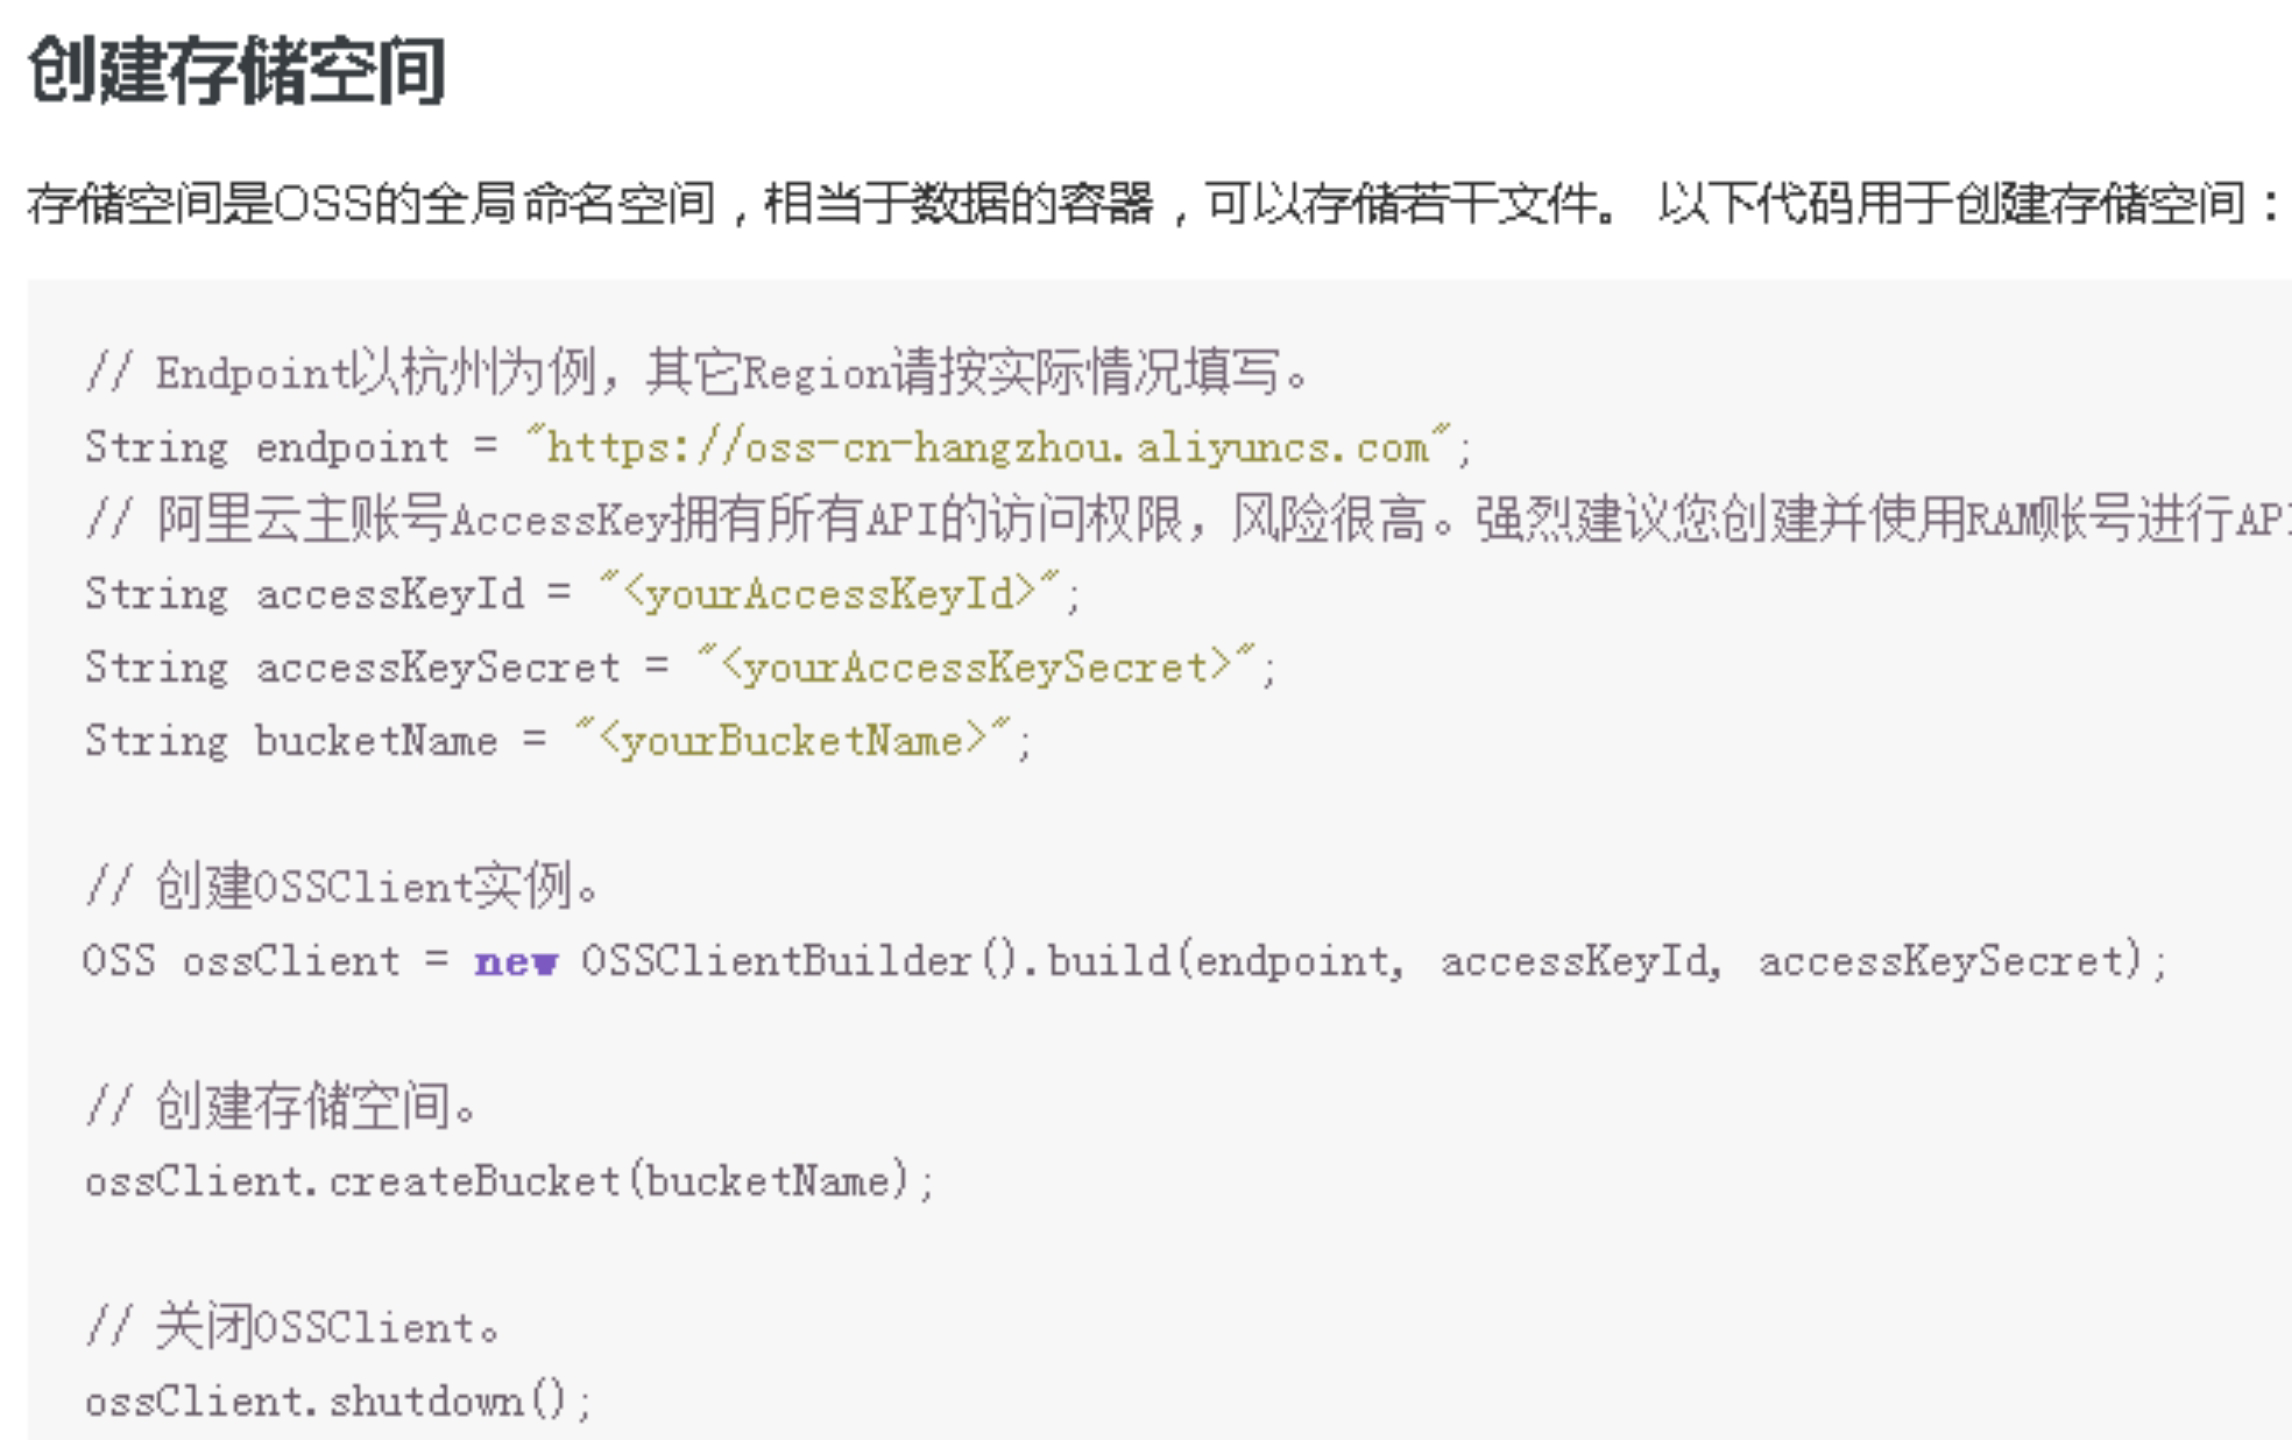 创建存储空间
存储空间是OSS的全局命名空间，相当于数据的容器，可以存储若干文件。 以下代码用于创建存储空间：
// Endpoint以杭州为例，其它Region请按实际情况填写。
String endpoint = "https://oss-cn-hangzhou.aliyuncs.com";
// 阿里云主账号AccessKey拥有所有API的访问权限，风险很高。强烈建议您创建并使用RAM账号进行API
String accessKeyId = "<yourAccessKeyId>";
String accessKeySecret = "<yourAccessKeySecret>";
String bucketName = "<yourBucketName>";
// 创建OSSClient实例。
OSS ossClient = new OSSClientBuilder().build(endpoint, accessKeyId, accessKeySecret);
// 创建存储空间。
ossClient.createBucket(bucketName);
// 关闭OSSClient。
ossClient.shutdown();